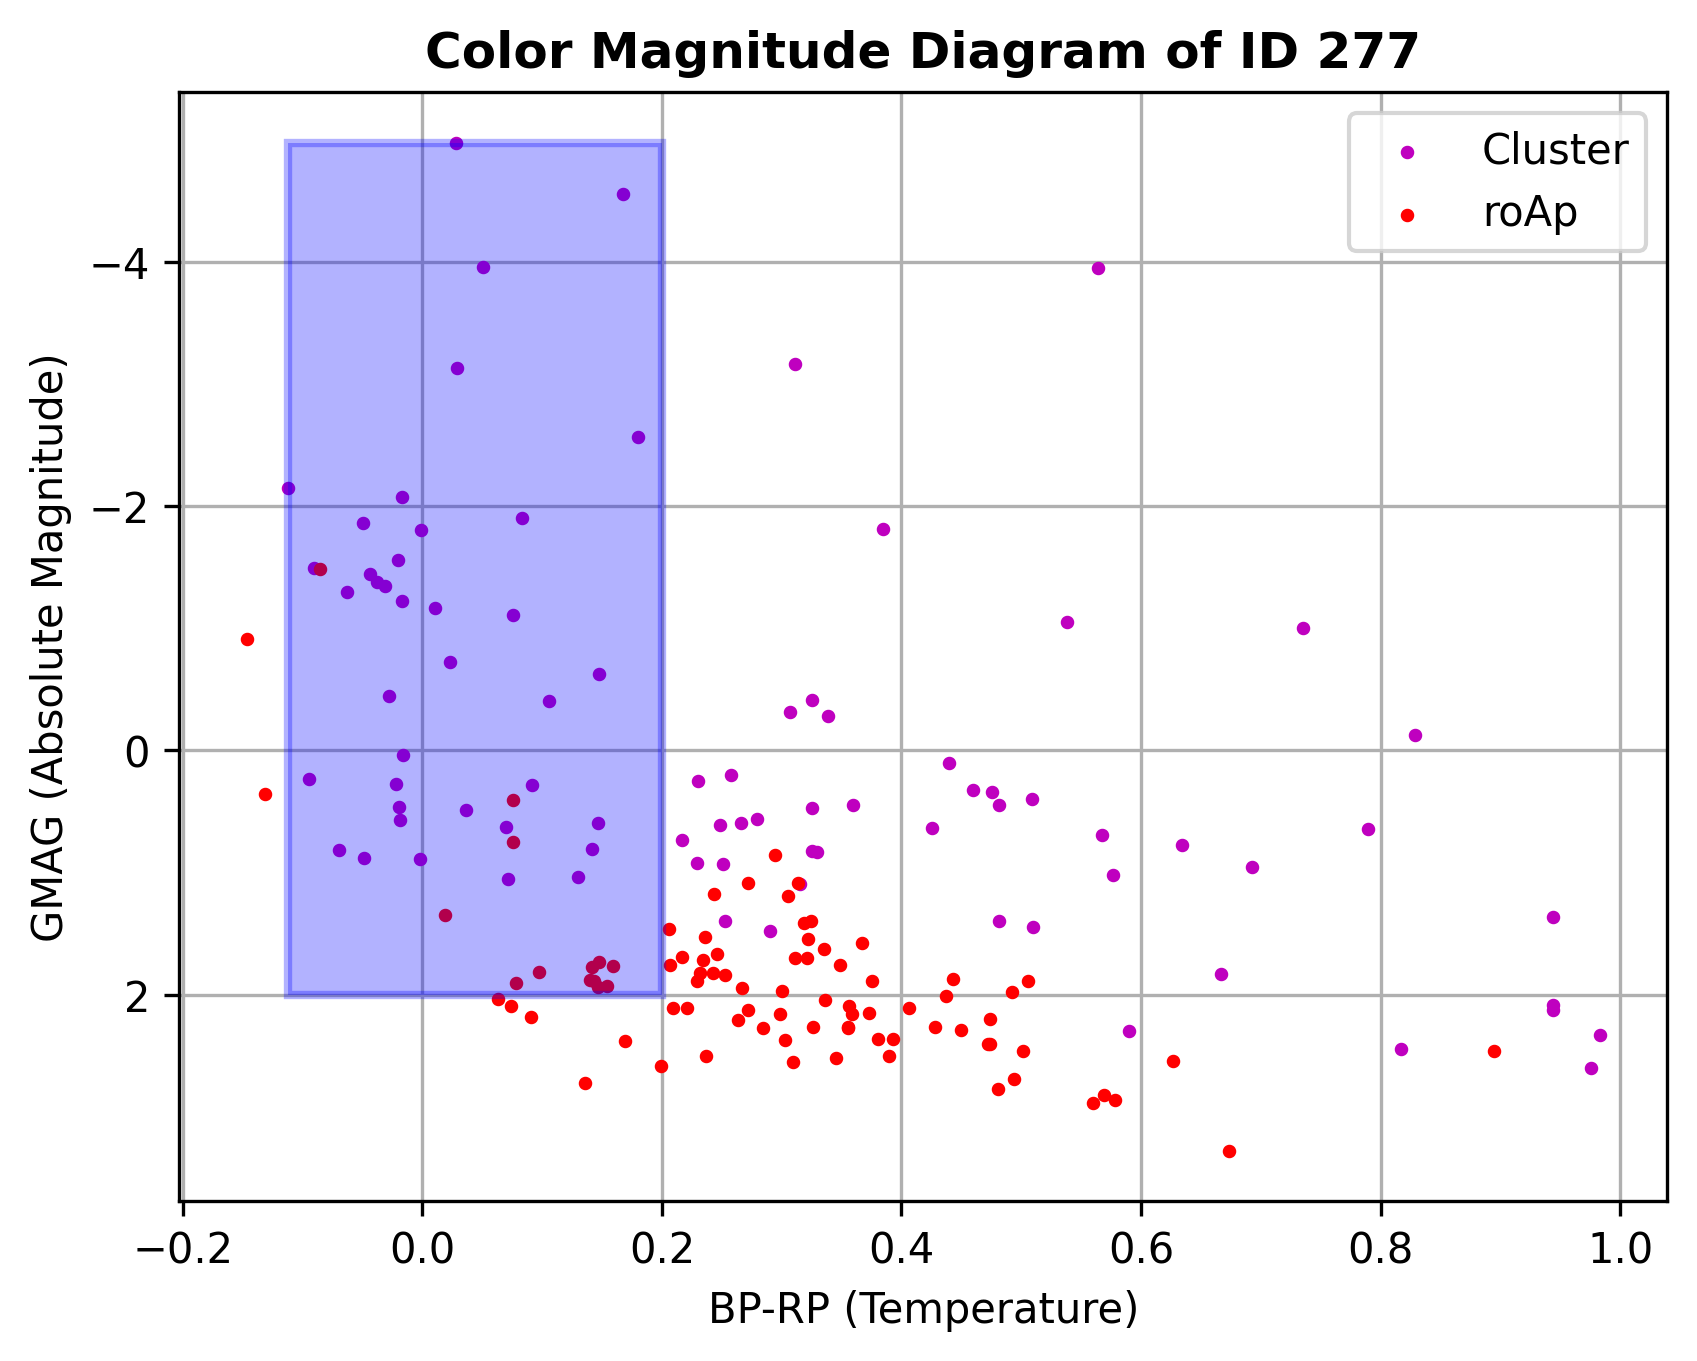 Color Magnitude Diagram of ID 277
Cluster
roAp
GMAG (Absolute Magnitude)
−4
−2
0
2
−0.2 0.0 0.2 0.4 0.6 0.8 1.0
BP-RP (Temperature)